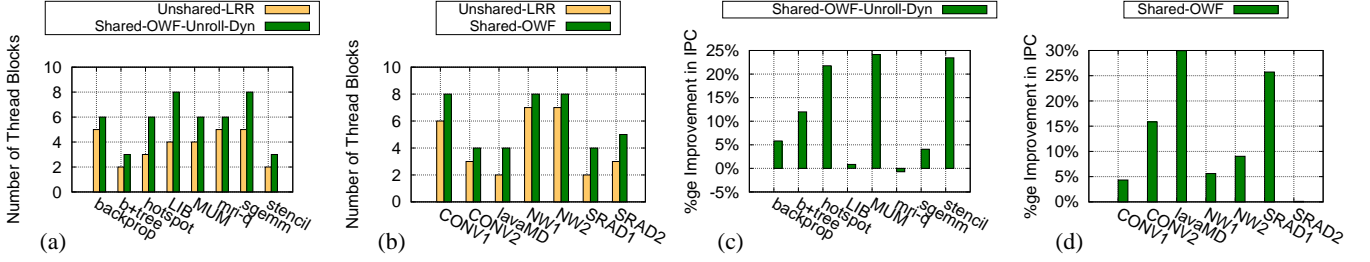 Unshared-LRR
Shared-OWF-Unroll-Dyn
Number of Thread Blocks
10
8
6
4
2
0
backprop
b+tree
hotspot
LIB
MUM
mri-q
sgemm
stencil
(a)
Unshared-LRR
Shared-OWF
Number of Thread Blocks
10
8
6
4
2
0
CONV1
CONV2
lavaMD
NW1
NW2
SRAD1
SRAD2
(b)
Shared-OWF-Unroll-Dyn
%ge Improvement in IPC
25%
20%
15%
10%
5%
0%
-5%
backprop
b+tree
hotspot
LIB
MUM
mri-q
sgemm
stencil
(c)
Shared-OWF
%ge Improvement in IPC
30%
25%
20%
15%
10%
5%
0%
CONV1
CONV2
lavaMD
NW1
NW2
SRAD1
SRAD2
(d)